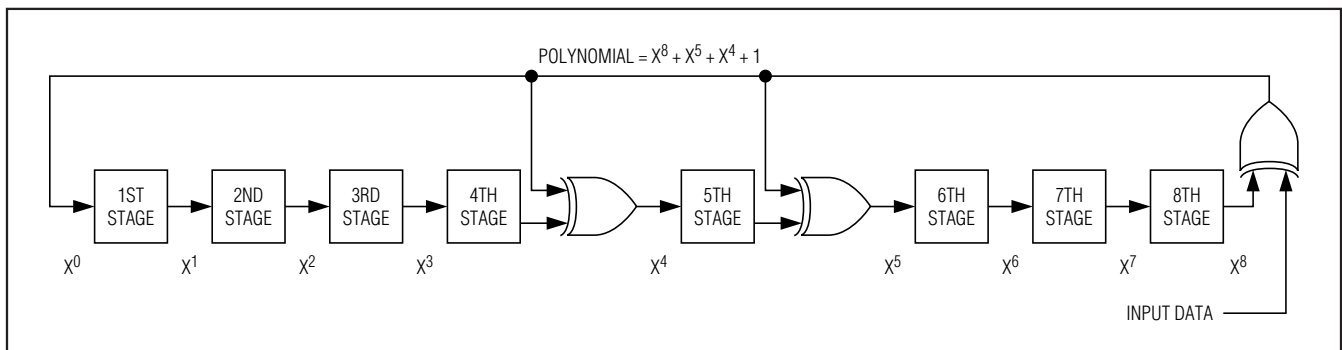 POLYNOMIAL = X⁸ + X⁵ + X⁴ + 1
1ST
STAGE
2ND
STAGE
3RD
STAGE
4TH
STAGE
5TH
STAGE
6TH
STAGE
7TH
STAGE
8TH
STAGE
X⁰ X¹ X² X³ X⁴ X⁵ X⁶ X⁷ X⁸
INPUT DATA